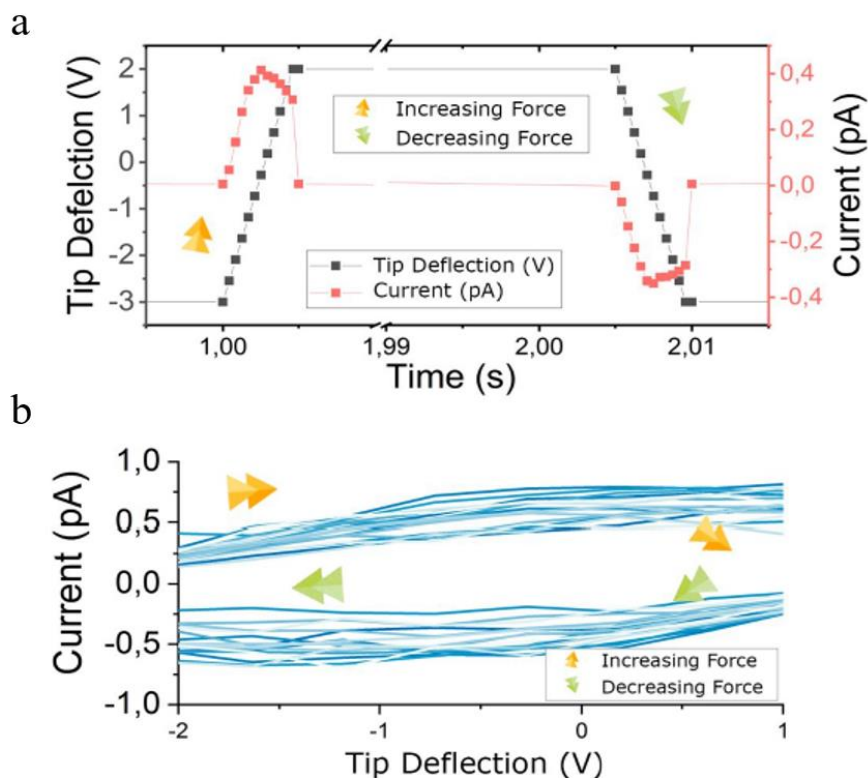 a
Tip Defelction (V)
2
1
0
-1
-2
-3
Increasing Force
Decreasing Force
Tip Deflection (V)
Current (pA)
0,4
0,2
0,0
-0,2
-0,4
Current (pA)
1,00
1,99
2,00
2,01
Time (s)
b
Current (pA)
1,0
0,5
0,0
-0,5
-1,0
Increasing Force
Decreasing Force
-2
-1
0
1
Tip Deflection (V)